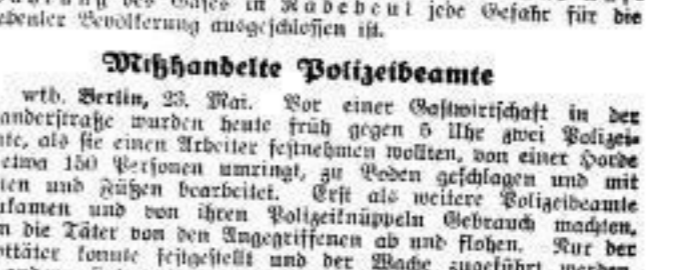 des Gases in Radebeul jede Gefahr für die
Bevölkerung ausgeschlossen ist.
Mißhandelte Polizeibeamte
wtb. Berlin, 23. Mai. Vor einer Gastwirtschaft in der
anderstraße wurden heute früh gegen 5 Uhr zwei Polizei-
te, als sie einen Arbeiter festnehmen wollten, von einer Horde
etwa 150 Personen umringt, zu Boden geschlagen und mit
ten und Füßen bearbeitet. Erst als weitere Polizeibeamte
kamen und von ihren Polizeiknüppeln Gebrauch machten,
n die Täter von den Angegriffenen ab und flohen. Nur der
ttäter konnte festgestellt und der Wache zugeführt werden.